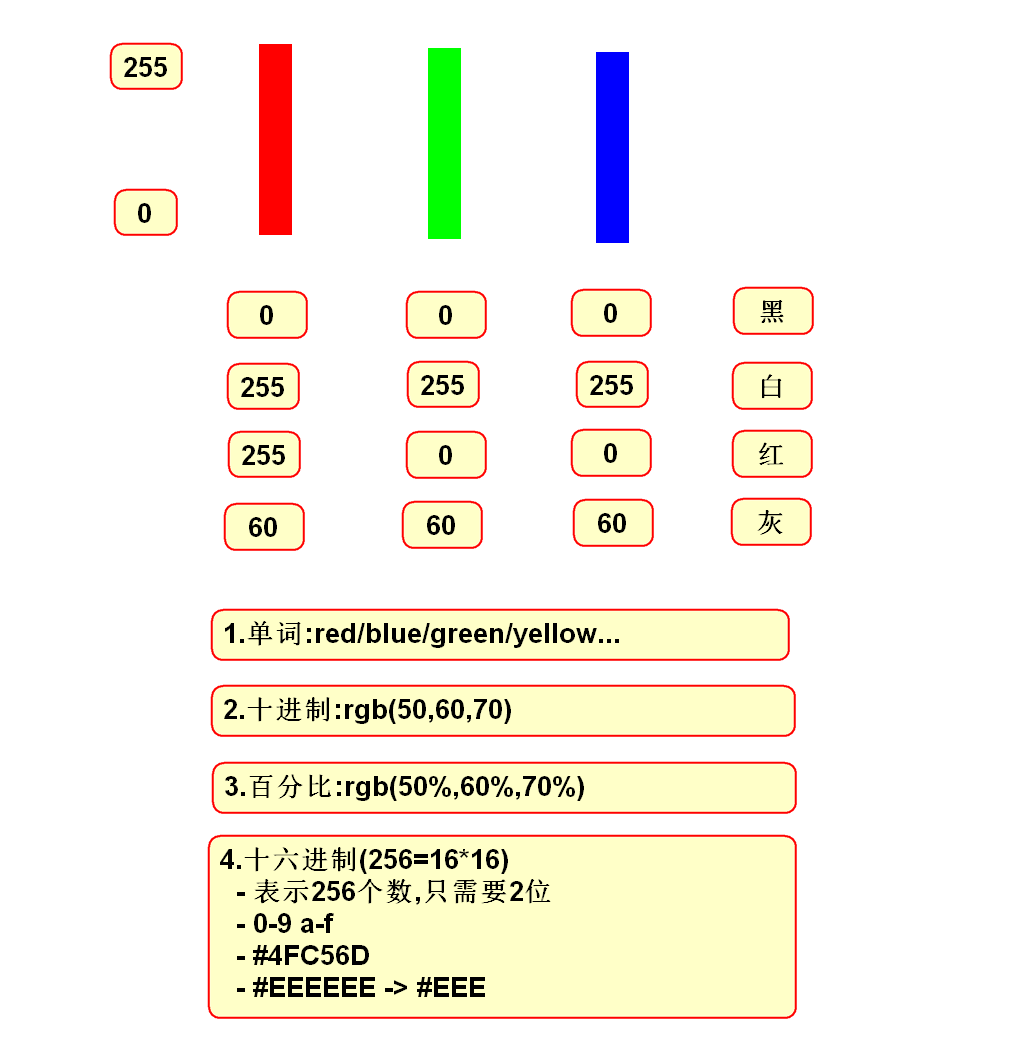 255
0
0 0 0 黑
255 255 255 白
255 0 0 红
60 60 60 灰
1.单词:red/blue/green/yellow...
2.十进制:rgb(50,60,70)
3.百分比:rgb(50%,60%,70%)
4.十六进制(256=16*16)
- 表示256个数,只需要2位
- 0-9 a-f
- #4FC56D
- #EEEEEE -> #EEE